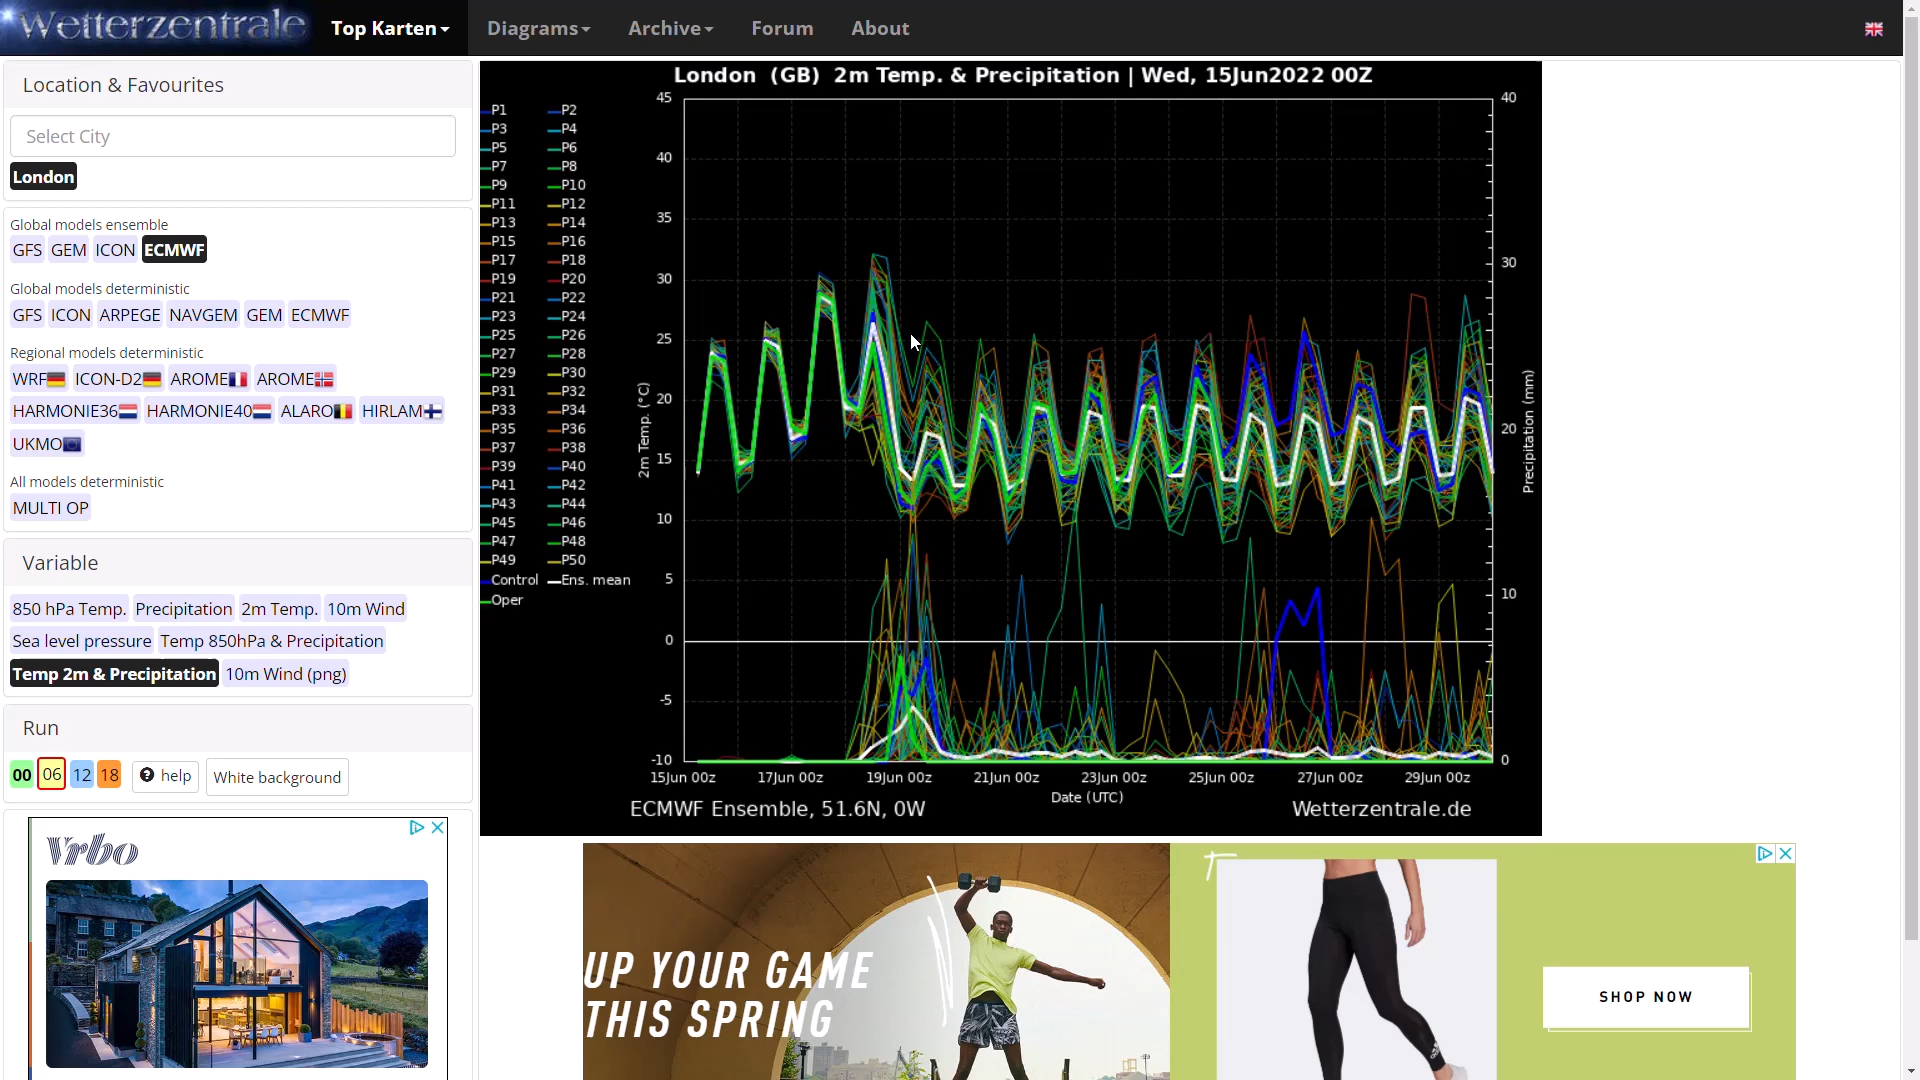 Wetterzentrale
Top Karten Diagrams Archive Forum About
Location & Favourites
Select City
London
Global models ensemble
GFS GEM ICON ECMWF
Global models deterministic
GFS ICON ARPEGE NAVGEM GEM ECMWF
Regional models deterministic
WRF ICON-D2 AROME AROME
HARMONIE36 HARMONIE40 ALARO HIRLAM
UKMO
All models deterministic
MULTI OP
Variable
850 hPa Temp. Precipitation 2m Temp. 10m Wind
Sea level pressure Temp 850hPa & Precipitation
Temp 2m & Precipitation 10m Wind (png)
Run
00 06 12 18 help White background
Vrbo
London (GB) 2m Temp. & Precipitation | Wed, 15Jun2022 00Z
P1 P2
P3 P4
P5 P6
P7 P8
P9 P10
P11 P12
P13 P14
P15 P16
P17 P18
P19 P20
P21 P22
P23 P24
P25 P26
P27 P28
P29 P30
P31 P32
P33 P34
P35 P36
P37 P38
P39 P40
P41 P42
P43 P44
P45 P46
P47 P48
P49 P50
Control Ens. mean
Oper
2m Temp. (°C)
45
40
35
30
25
20
15
10
5
0
-5
-10
40
30
20
10
0
Precipitation (mm)
15Jun 00z 17Jun 00z 19Jun 00z 21Jun 00z 23Jun 00z 25Jun 00z 27Jun 00z 29Jun 00z
Date (UTC)
ECMWF Ensemble, 51.6N, 0W Wetterzentrale.de
UP YOUR GAME
THIS SPRING
SHOP NOW